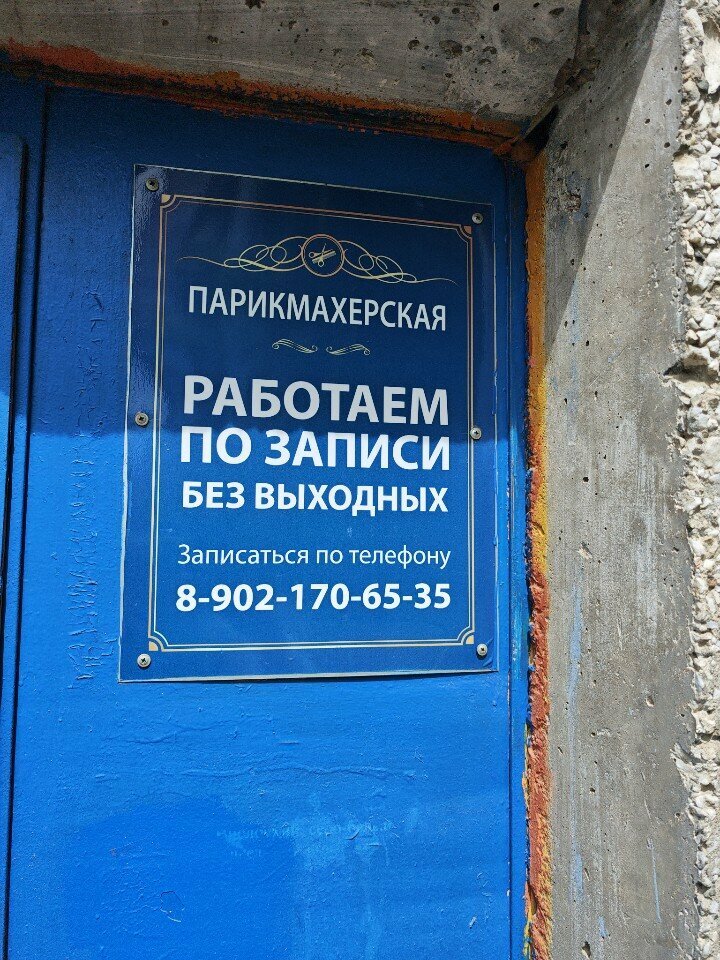 ПАРИКМАХЕРСКАЯ
РАБОТАЕМ
ПО ЗАПИСИ
БЕЗ ВЫХОДНЫХ
Записаться по телефону
8-902-170-65-35